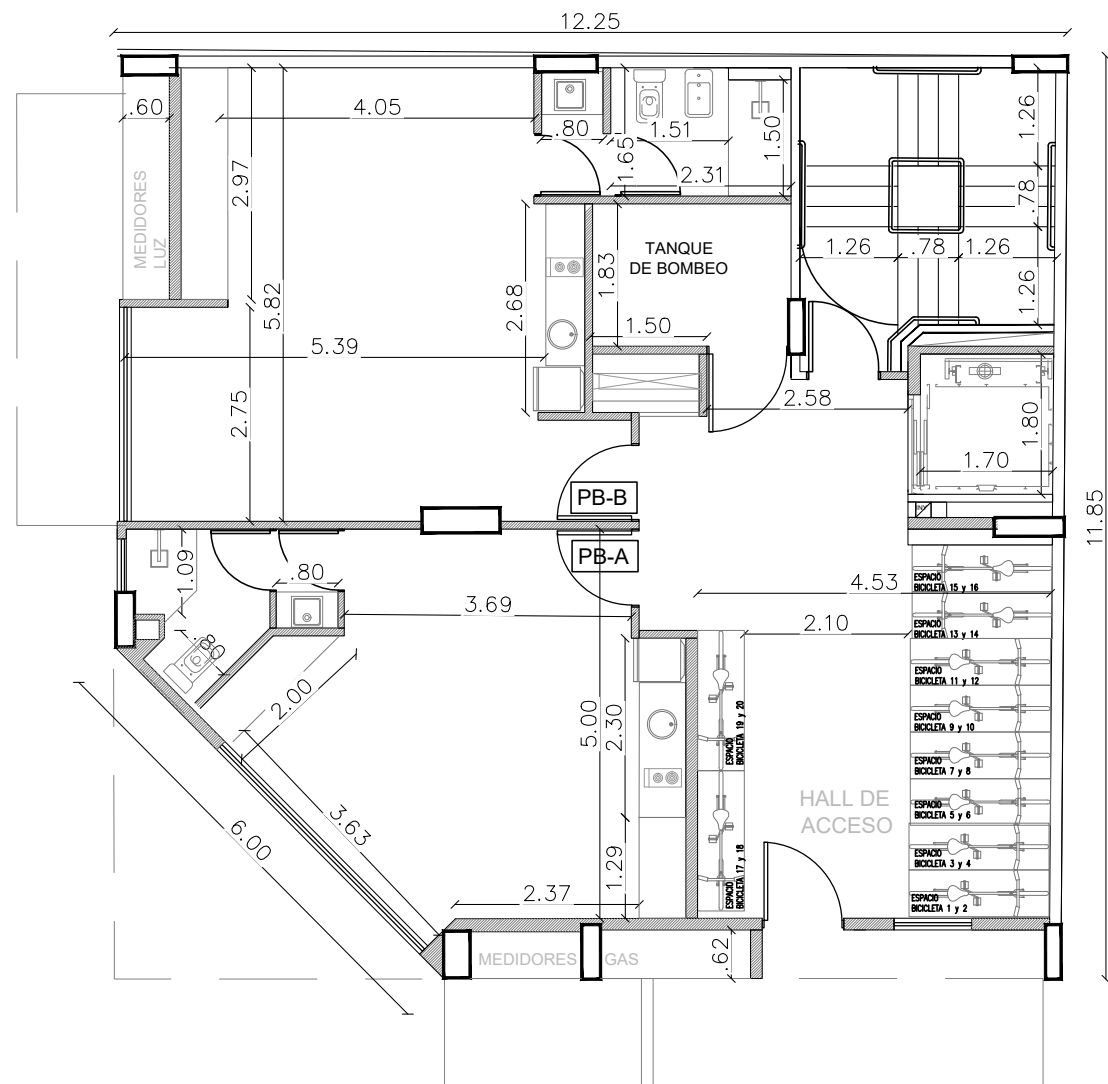 12.25
.60
4.05
.80
1.51
1.65
2.31
1.50
1.26
.78
1.26
1.26
.78
1.26
2.97
5.82
MEDIDORES
LUZ
TANQUE
DE BOMBEO
1.83
1.50
2.68
5.39
2.75
2.58
1.80
1.70
11.85
PB-B
PB-A
1.09
.80
3.69
4.53
2.10
2.00
5.00
2.30
1.29
3.63
6.00
2.37
ESPACIO
BICICLETA 15 y 16
ESPACIO
BICICLETA 13 y 14
ESPACIO
BICICLETA 11 y 12
ESPACIO
BICICLETA 9 y 10
ESPACIO
BICICLETA 7 y 8
ESPACIO
BICICLETA 5 y 6
ESPACIO
BICICLETA 3 y 4
ESPACIO
BICICLETA 1 y 2
ESPACIO
BICICLETA 19 y 20
ESPACIO
BICICLETA 17 y 18
HALL DE
ACCESO
MEDIDORES GAS
.62